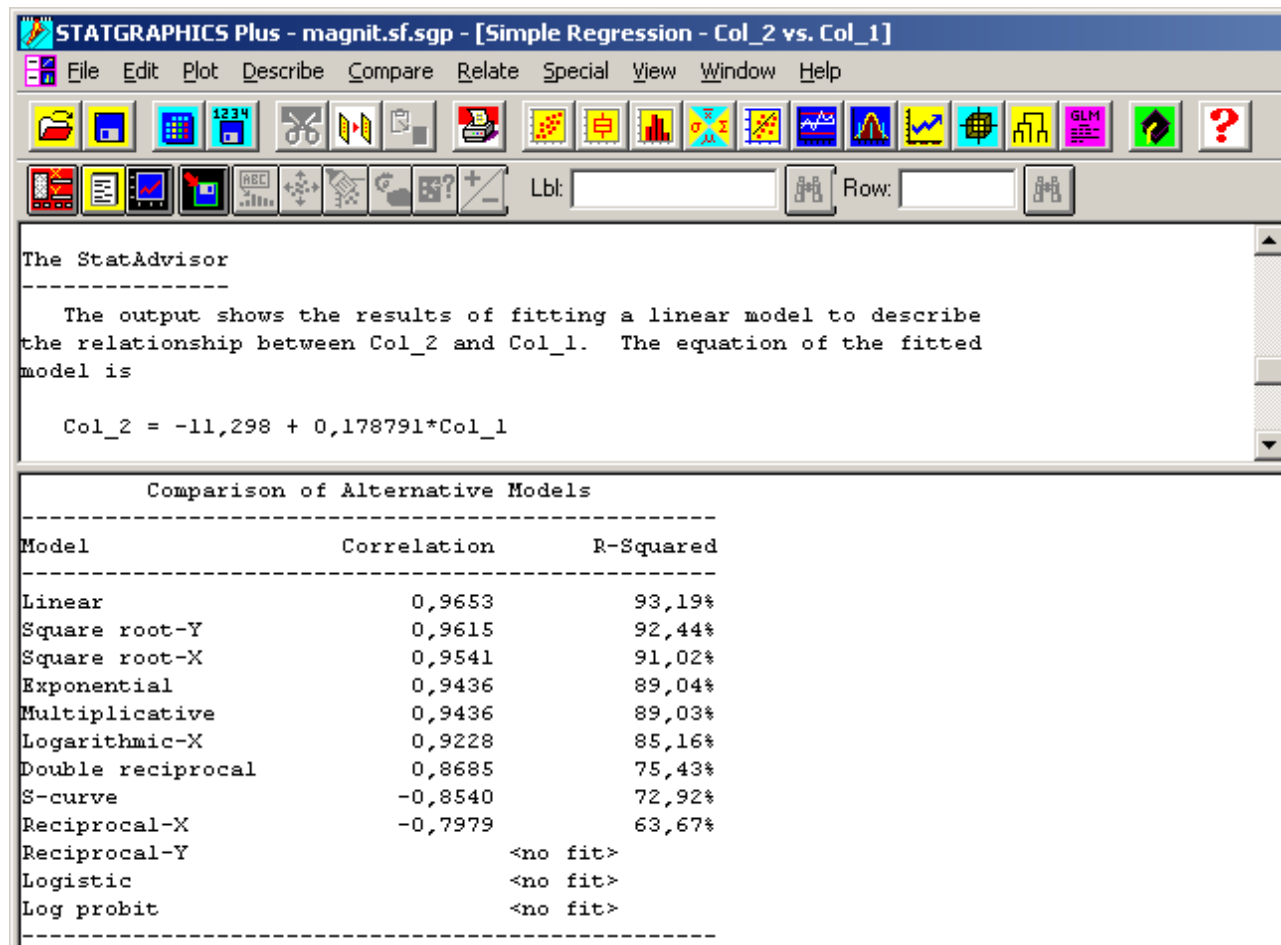 STATGRAPHICS Plus - magnit.sf.sgp - [Simple Regression - Col_2 vs. Col_1]
File Edit Plot Describe Compare Relate Special View Window Help
1234
σ x̄ Σ μ
GLM
?
ABC
?
+/-
Lbl:
Row:
The StatAdvisor
---------------
The output shows the results of fitting a linear model to describe
the relationship between Col_2 and Col_1. The equation of the fitted
model is
Col_2 = -11,298 + 0,178791*Col_1
Comparison of Alternative Models
--------------------------------------------------
Model Correlation R-Squared
--------------------------------------------------
Linear 0,9653 93,19%
Square root-Y 0,9615 92,44%
Square root-X 0,9541 91,02%
Exponential 0,9436 89,04%
Multiplicative 0,9436 89,03%
Logarithmic-X 0,9228 85,16%
Double reciprocal 0,8685 75,43%
S-curve -0,8540 72,92%
Reciprocal-X -0,7979 63,67%
Reciprocal-Y <no fit>
Logistic <no fit>
Log probit <no fit>
--------------------------------------------------